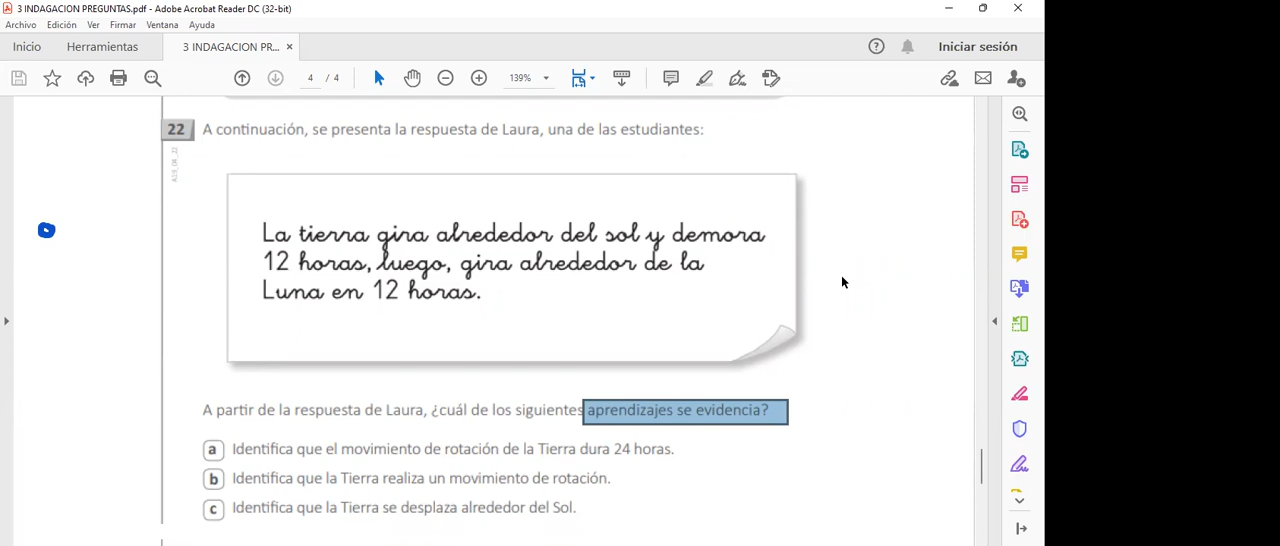 3 INDAGACION PREGUNTAS.pdf - Adobe Acrobat Reader DC (32-bit)
Archivo Edición Ver Firmar Ventana Ayuda
Inicio Herramientas 3 INDAGACION PR... × Iniciar sesión
4 / 4 139%
22 A continuación, se presenta la respuesta de Laura, una de las estudiantes:
A19_04_22
La tierra gira alrededor del sol y demora
12 horas, luego, gira alrededor de la
Luna en 12 horas.
A partir de la respuesta de Laura, ¿cuál de los siguientes aprendizajes se evidencia?
a Identifica que el movimiento de rotación de la Tierra dura 24 horas.
b Identifica que la Tierra realiza un movimiento de rotación.
c Identifica que la Tierra se desplaza alrededor del Sol.